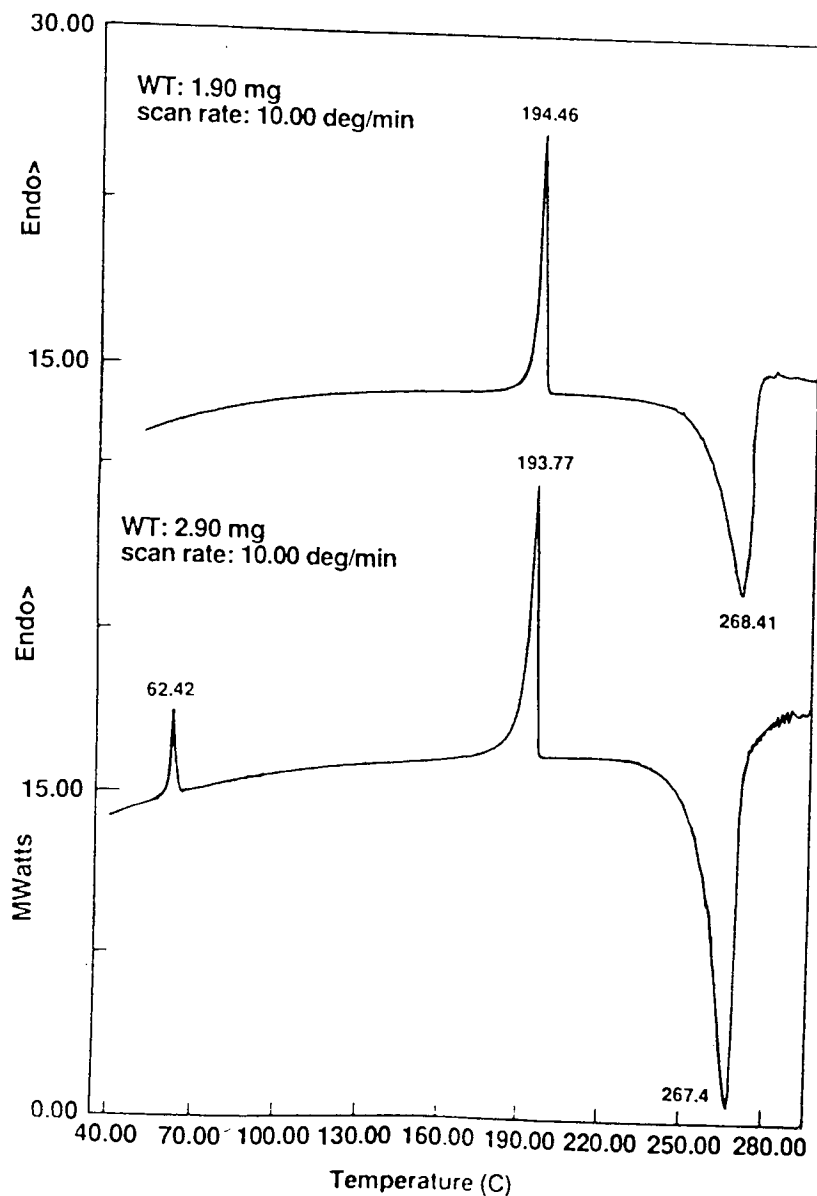 30.00
WT: 1.90 mg
scan rate: 10.00 deg/min
194.46
Endo>
15.00
268.41
193.77
WT: 2.90 mg
scan rate: 10.00 deg/min
Endo>
62.42
15.00
MWatts
267.4
0.00
40.00 70.00 100.00 130.00 160.00 190.00 220.00 250.00 280.00
Temperature (C)